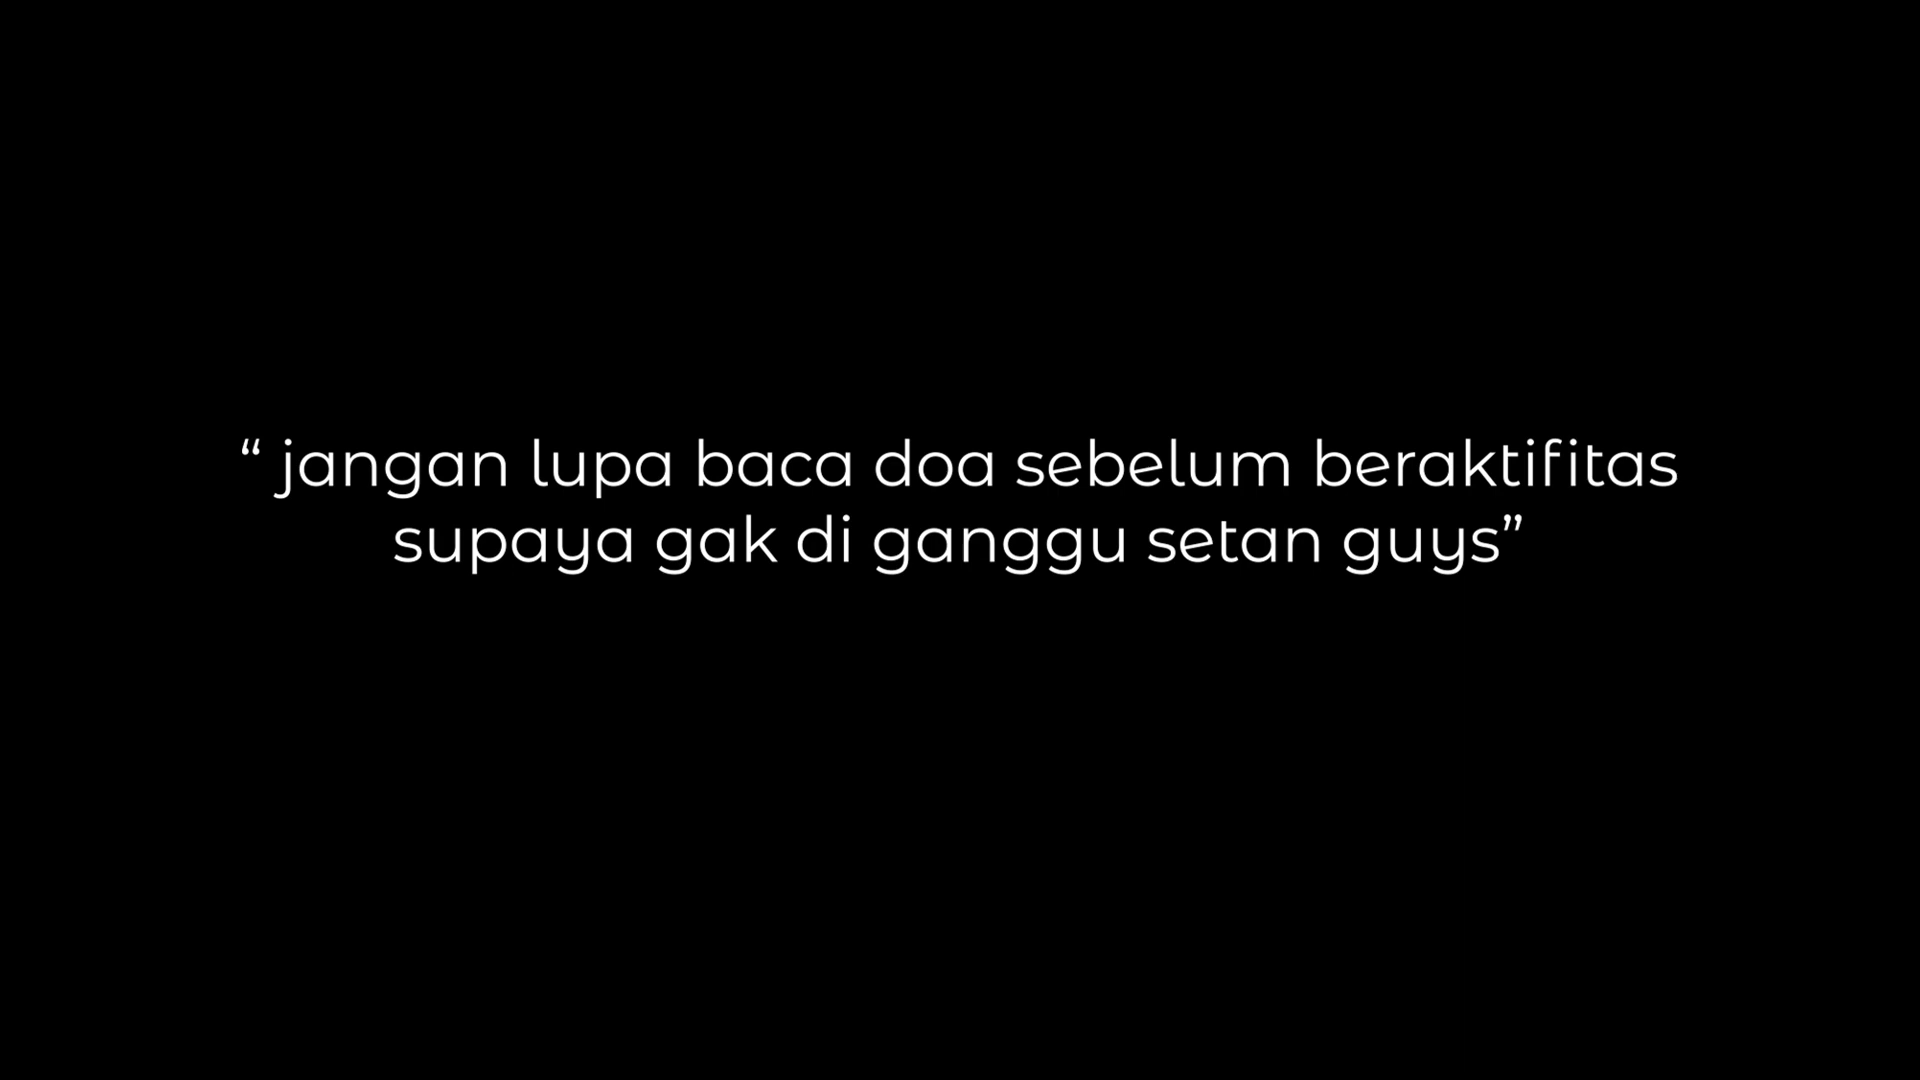 “ jangan lupa baca doa sebelum beraktifitas
supaya gak di ganggu setan guys”